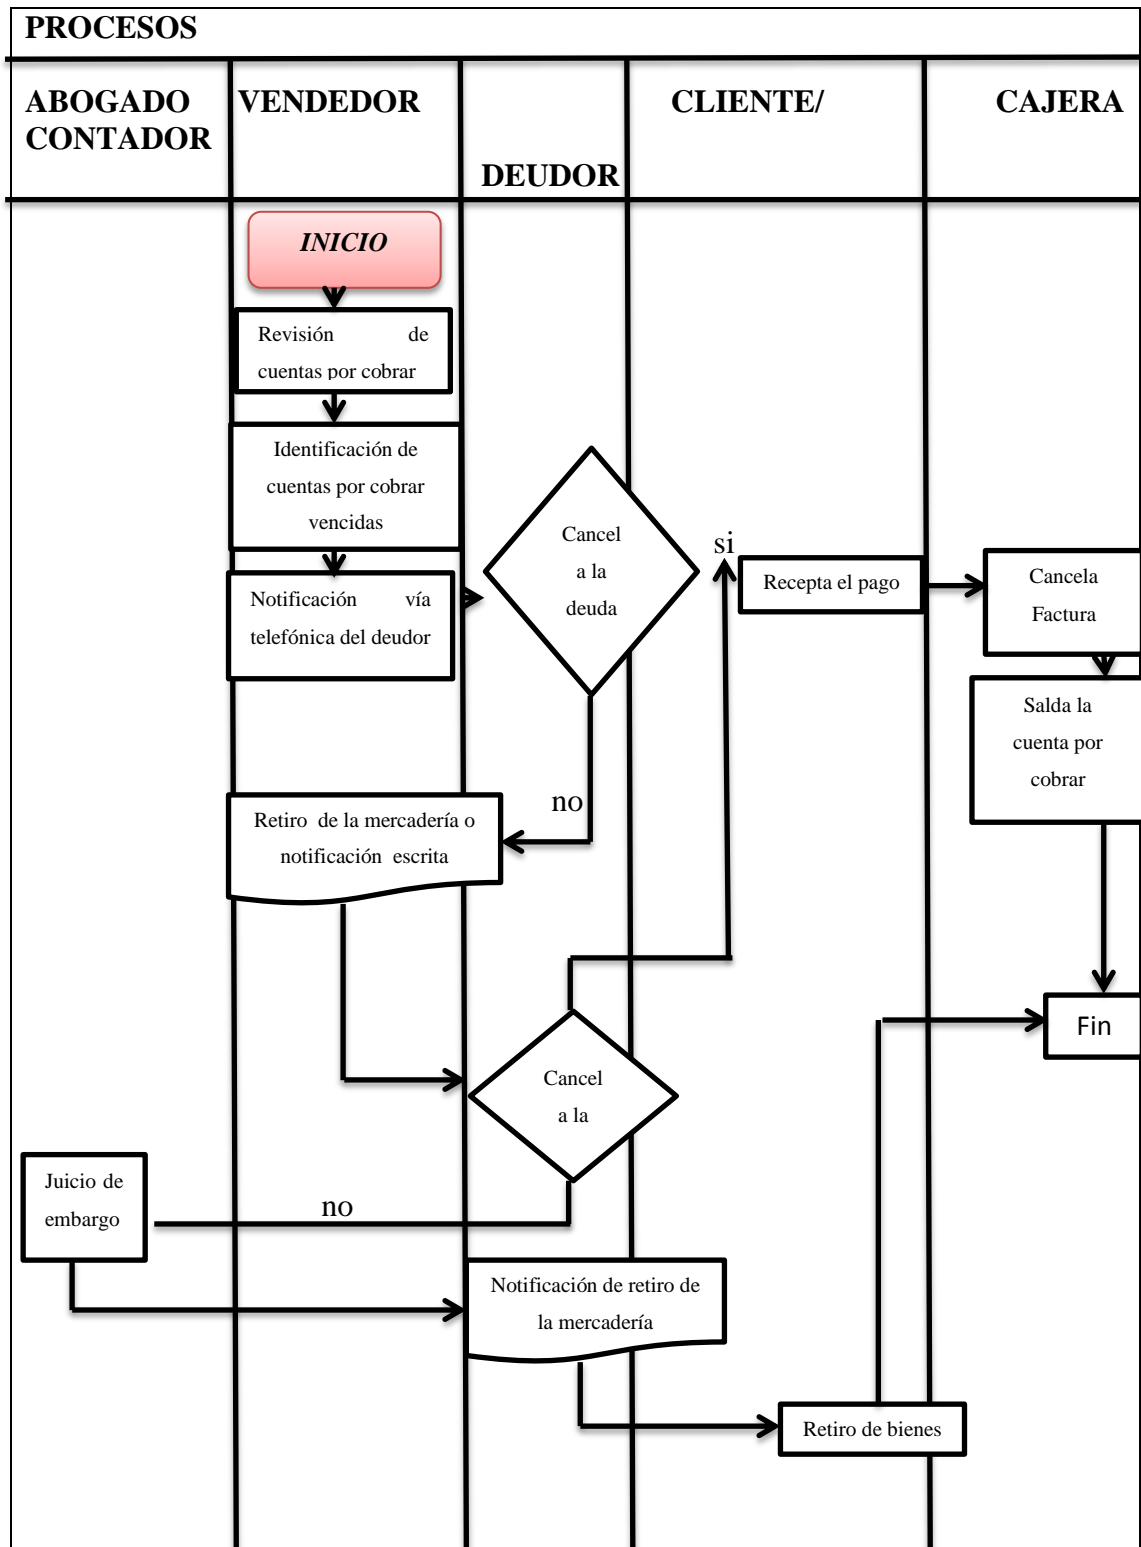 PROCESOS
ABOGADO
CONTADOR
VENDEDOR
DEUDOR
CLIENTE/
CAJERA
INICIO
Revisión de
cuentas por cobrar
Identificación de
cuentas por cobrar
vencidas
Notificación vía
telefónica del deudor
Cancel
a la
deuda
si
Recepta el pago
Cancela
Factura
Salda la
cuenta por
cobrar
no
Retiro de la mercadería o
notificación escrita
Fin
Cancel
a la
Juicio de
embargo
no
Notificación de retiro de
la mercadería
Retiro de bienes